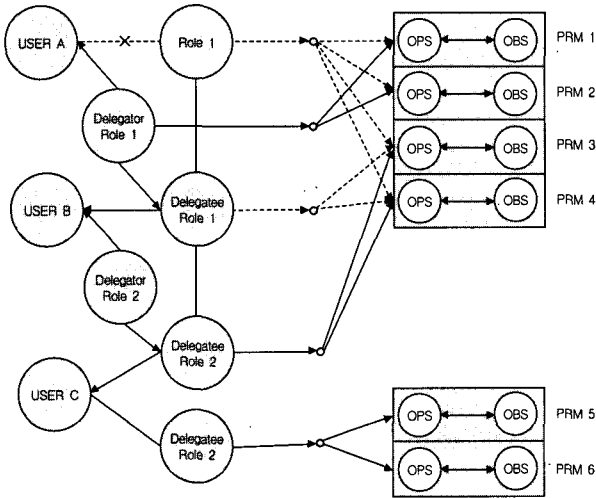 USER A
Role 1
OPS
OBS
PRM 1
OPS
OBS
PRM 2
Delegator
Role 1
OPS
OBS
PRM 3
USER B
Delegatee
Role 1
OPS
OBS
PRM 4
Delegator
Role 2
Delegatee
Role 2
USER C
OPS
OBS
PRM 5
Delegatee
Role 2
OPS
OBS
PRM 6